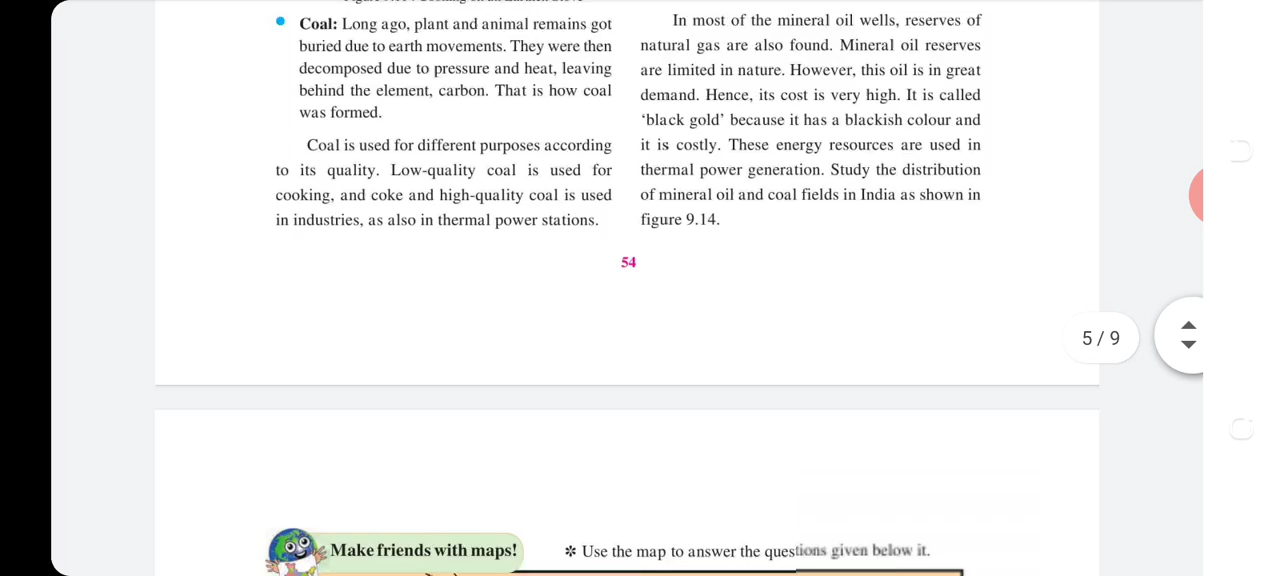 Coal: Long ago, plant and animal remains got
buried due to earth movements. They were then
decomposed due to pressure and heat, leaving
behind the element, carbon. That is how coal
was formed.
Coal is used for different purposes according
to its quality. Low-quality coal is used for
cooking, and coke and high-quality coal is used
in industries, as also in thermal power stations.
In most of the mineral oil wells, reserves of
natural gas are also found. Mineral oil reserves
are limited in nature. However, this oil is in great
demand. Hence, its cost is very high. It is called
‘black gold’ because it has a blackish colour and
it is costly. These energy resources are used in
thermal power generation. Study the distribution
of mineral oil and coal fields in India as shown in
figure 9.14.
54
5 / 9
Make friends with maps!
✼ Use the map to answer the questions given below it.